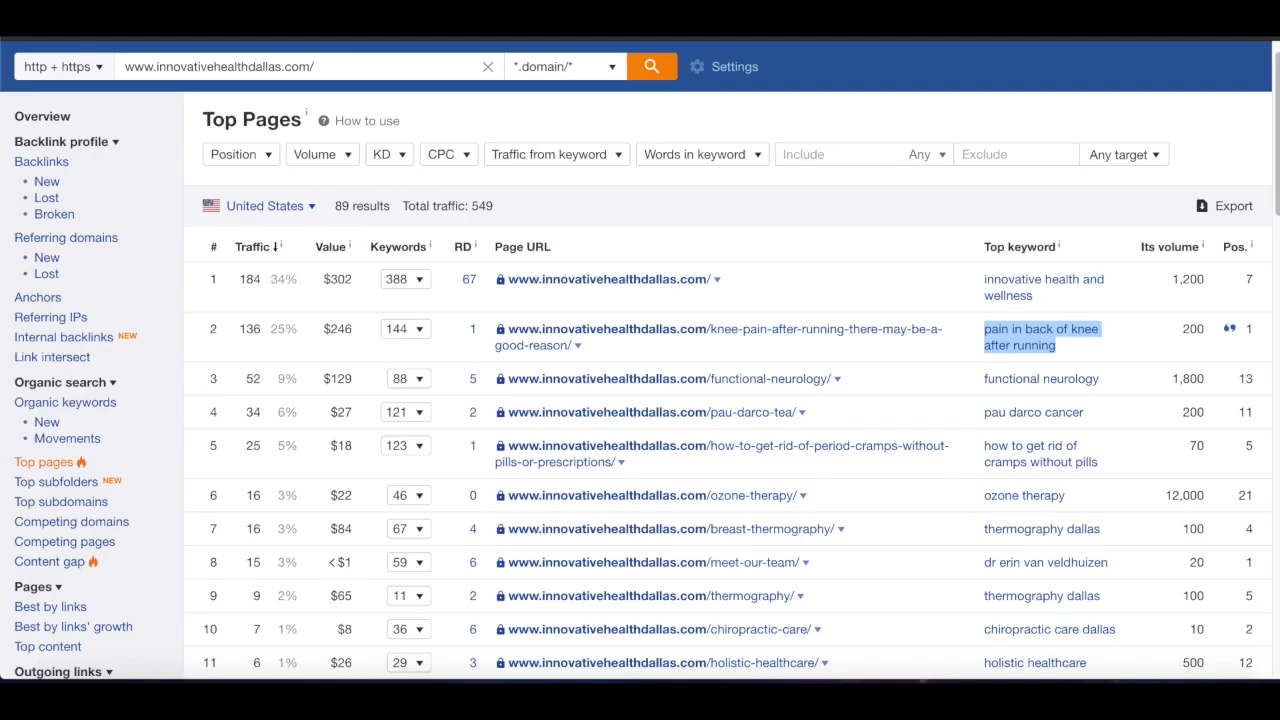 http + https ▾ www.innovativehealthdallas.com/ *.domain/* ▾ Settings
Overview
Backlink profile ▾
Backlinks
• New
• Lost
• Broken
Referring domains
• New
• Lost
Anchors
Referring IPs
Internal backlinks NEW
Link intersect
Organic search ▾
Organic keywords
• New
• Movements
Top pages
Top subfolders NEW
Top subdomains
Competing domains
Competing pages
Content gap
Pages ▾
Best by links
Best by links' growth
Top content
Outgoing links ▾
Top Pages i ? How to use
Position ▾ Volume ▾ KD ▾ CPC ▾ Traffic from keyword ▾ Words in keyword ▾ Include Any ▾ Exclude Any target ▾
United States ▾ 89 results Total traffic: 549 Export
# Traffic ↓ i Value i Keywords i RD i Page URL Top keyword i Its volume i Pos. i
1 184 34% $302 388 ▾ 67 www.innovativehealthdallas.com/ ▾ innovative health and 1,200 7
wellness
2 136 25% $246 144 ▾ 1 www.innovativehealthdallas.com/knee-pain-after-running-there-may-be-a- pain in back of knee 200 1
good-reason/ ▾ after running
3 52 9% $129 88 ▾ 5 www.innovativehealthdallas.com/functional-neurology/ ▾ functional neurology 1,800 13
4 34 6% $27 121 ▾ 2 www.innovativehealthdallas.com/pau-darco-tea/ ▾ pau darco cancer 200 11
5 25 5% $18 123 ▾ 1 www.innovativehealthdallas.com/how-to-get-rid-of-period-cramps-without- how to get rid of 70 5
pills-or-prescriptions/ ▾ cramps without pills
6 16 3% $22 46 ▾ 0 www.innovativehealthdallas.com/ozone-therapy/ ▾ ozone therapy 12,000 21
7 16 3% $84 67 ▾ 4 www.innovativehealthdallas.com/breast-thermography/ ▾ thermography dallas 100 4
8 15 3% <$1 59 ▾ 6 www.innovativehealthdallas.com/meet-our-team/ ▾ dr erin van veldhuizen 20 1
9 9 2% $65 11 ▾ 2 www.innovativehealthdallas.com/thermography/ ▾ thermography dallas 100 5
10 7 1% $8 36 ▾ 6 www.innovativehealthdallas.com/chiropractic-care/ ▾ chiropractic care dallas 10 2
11 6 1% $26 29 ▾ 3 www.innovativehealthdallas.com/holistic-healthcare/ ▾ holistic healthcare 500 12